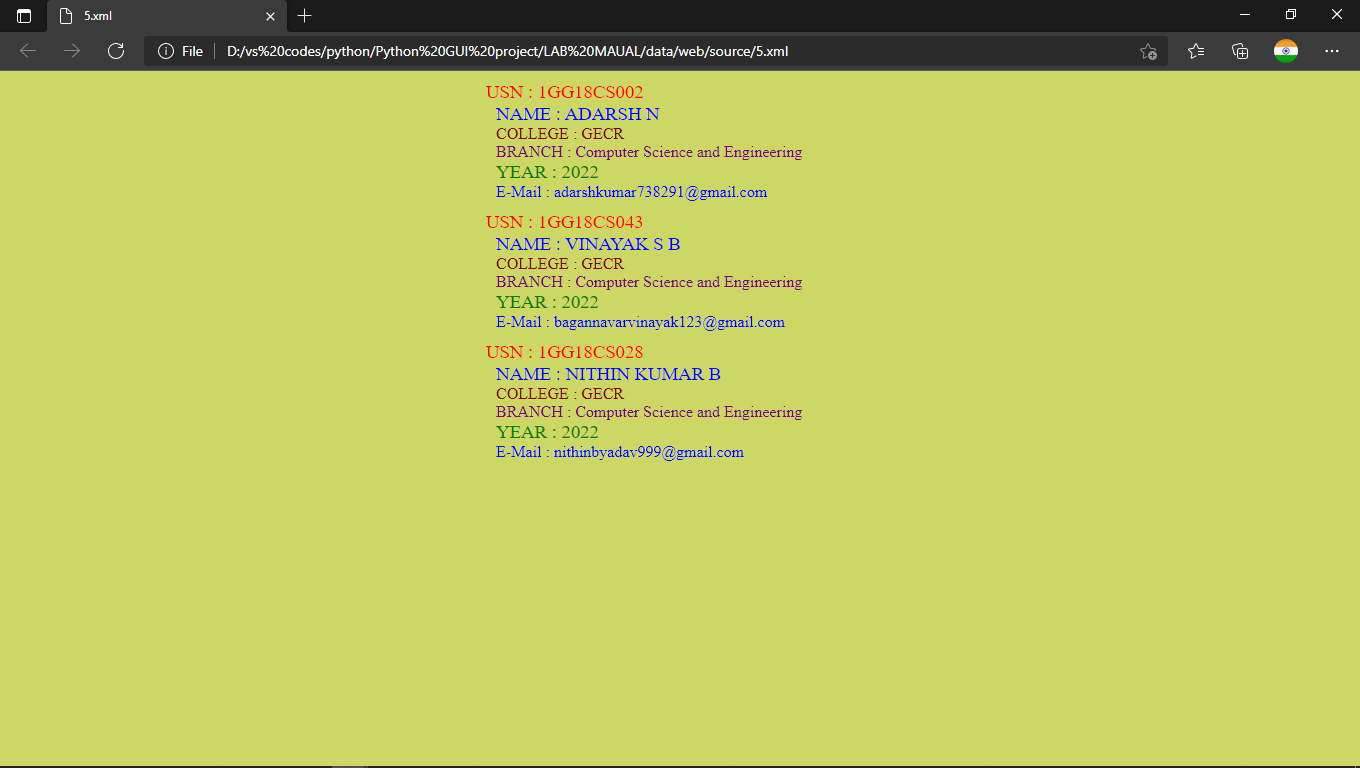 5.xml
File D:/vs%20codes/python/Python%20GUI%20project/LAB%20MAUAL/data/web/source/5.xml
USN : 1GG18CS002
NAME : ADARSH N
COLLEGE : GECR
BRANCH : Computer Science and Engineering
YEAR : 2022
E-Mail : adarshkumar738291@gmail.com
USN : 1GG18CS043
NAME : VINAYAK S B
COLLEGE : GECR
BRANCH : Computer Science and Engineering
YEAR : 2022
E-Mail : bagannavarvinayak123@gmail.com
USN : 1GG18CS028
NAME : NITHIN KUMAR B
COLLEGE : GECR
BRANCH : Computer Science and Engineering
YEAR : 2022
E-Mail : nithinbyadav999@gmail.com